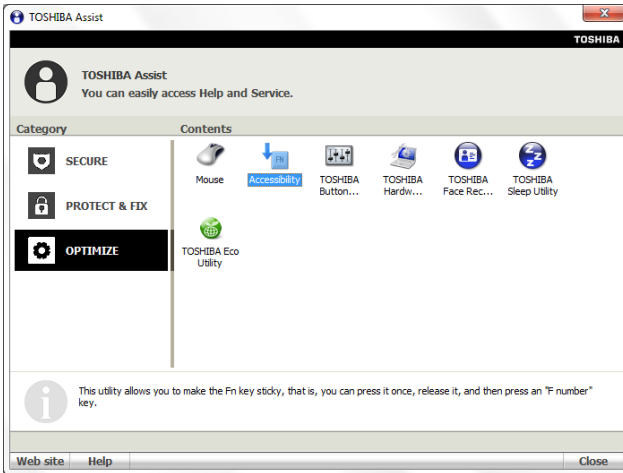 TOSHIBA Assist
TOSHIBA
TOSHIBA Assist
You can easily access Help and Service.
Category
Contents
SECURE
PROTECT & FIX
OPTIMIZE
Mouse
FN
Accessibility
TOSHIBA
Button...
TOSHIBA
Hardw...
TOSHIBA
Face Rec...
zzz
TOSHIBA
Sleep Utility
TOSHIBA Eco
Utility
This utility allows you to make the Fn key sticky, that is, you can press it once, release it, and then press an "F number"
key.
Web site Help Close